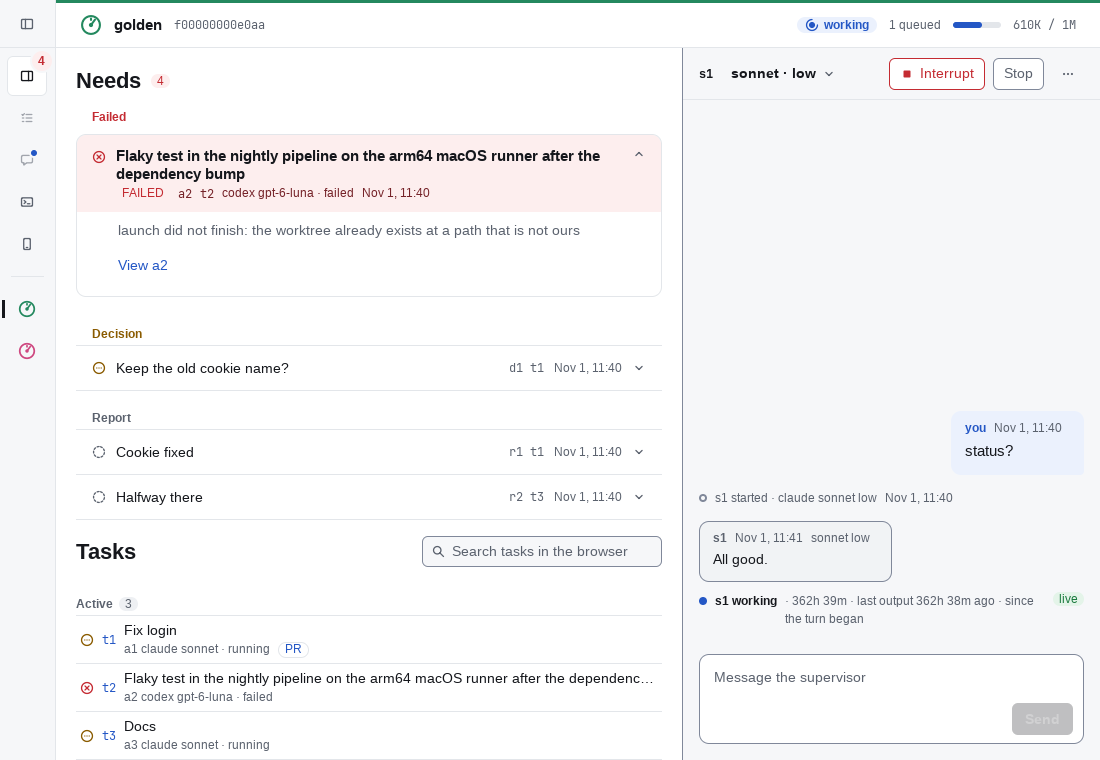 golden f00000000e0aa
working 1 queued 610K / 1M
4
Needs 4
Failed
Flaky test in the nightly pipeline on the arm64 macOS runner after the
dependency bump
FAILED a2 t2 codex gpt-6-luna · failed Nov 1, 11:40
launch did not finish: the worktree already exists at a path that is not ours
View a2
Decision
Keep the old cookie name? d1 t1 Nov 1, 11:40
Report
Cookie fixed r1 t1 Nov 1, 11:40
Halfway there r2 t3 Nov 1, 11:40
Tasks
Search tasks in the browser
Active 3
t1 Fix login
a1 claude sonnet · running PR
t2 Flaky test in the nightly pipeline on the arm64 macOS runner after the dependenc…
a2 codex gpt-6-luna · failed
t3 Docs
a3 claude sonnet · running
s1 sonnet · low
Interrupt
Stop
you Nov 1, 11:40
status?
s1 started · claude sonnet low Nov 1, 11:40
s1 Nov 1, 11:41 sonnet low
All good.
s1 working · 362h 39m · last output 362h 38m ago · since
the turn began
live
Message the supervisor
Send